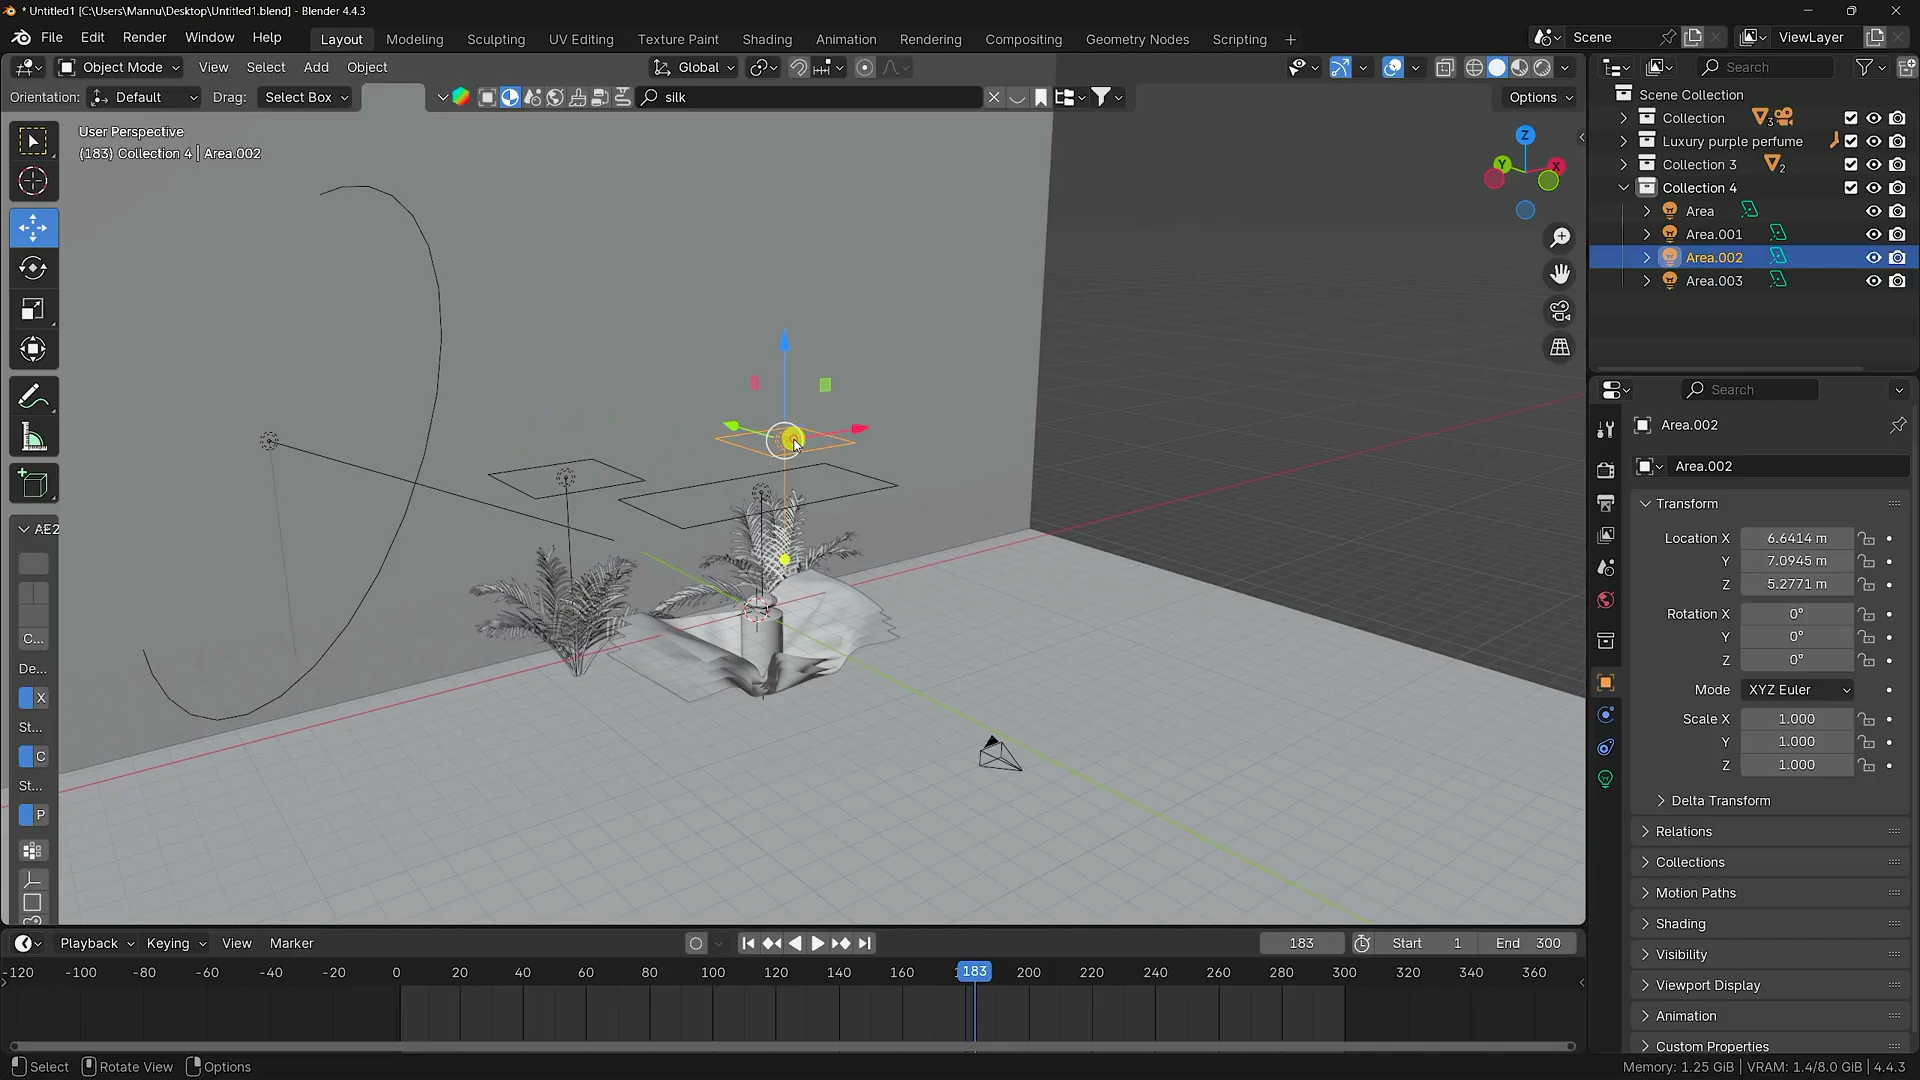 * Untitled1 [C:\Users\Mannu\Desktop\Untitled1.blend] - Blender 4.4.3
File Edit Render Window Help
Layout Modeling Sculpting UV Editing Texture Paint Shading Animation Rendering Compositing Geometry Nodes Scripting
Scene ViewLayer
Object Mode View Select Add Object
Global
Search
Orientation: Default Drag: Select Box
silk
Options
User Perspective
(183) Collection 4 | Area.002
Z
Y
X
Scene Collection
Collection 3
Luxury purple perfume
Collection 3 2
Collection 4
Area
Area.001
Area.002
Area.003
Search
Area.002
Area.002
Transform
Location X 6.6414 m
Y 7.0945 m
Z 5.2771 m
Rotation X 0°
Y 0°
Z 0°
Mode XYZ Euler
Scale X 1.000
Y 1.000
Z 1.000
Delta Transform
Relations
Collections
Motion Paths
Shading
Visibility
Viewport Display
Animation
Custom Properties
AE2
C...
De...
X
St...
C
St...
P
Playback Keying View Marker
183 Start 1 End 300
-120 -100 -80 -60 -40 -20 0 20 40 60 80 100 120 140 160 183 200 220 240 260 280 300 320 340 360
Select Rotate View Options
Memory: 1.25 GiB | VRAM: 1.4/8.0 GiB | 4.4.3